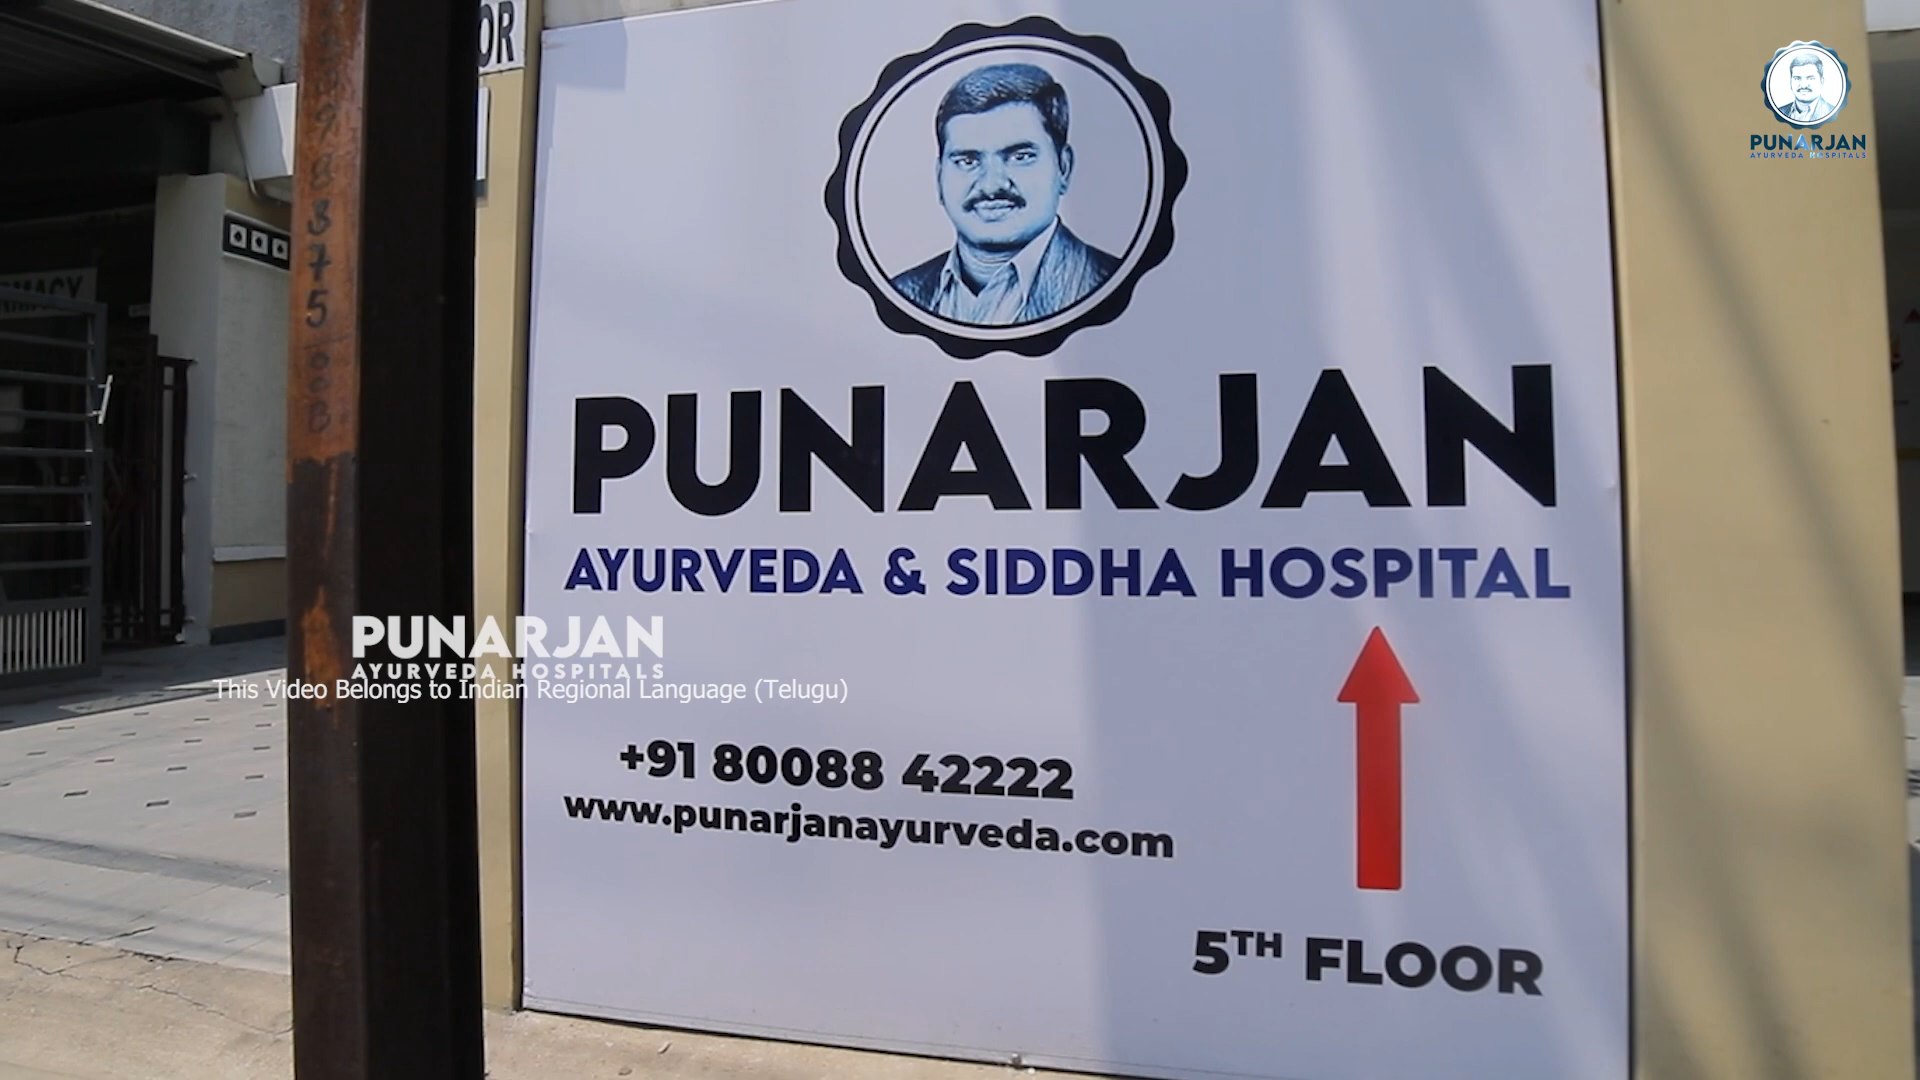 OR
PUNARJAN
AYURVEDA HOSPITALS
PUNARJAN
AYURVEDA & SIDDHA HOSPITAL
PUNARJAN
AYURVEDA HOSPITALS
This Video Belongs to Indian Regional Language (Telugu)
+91 80088 42222
www.punarjanayurveda.com
5TH FLOOR